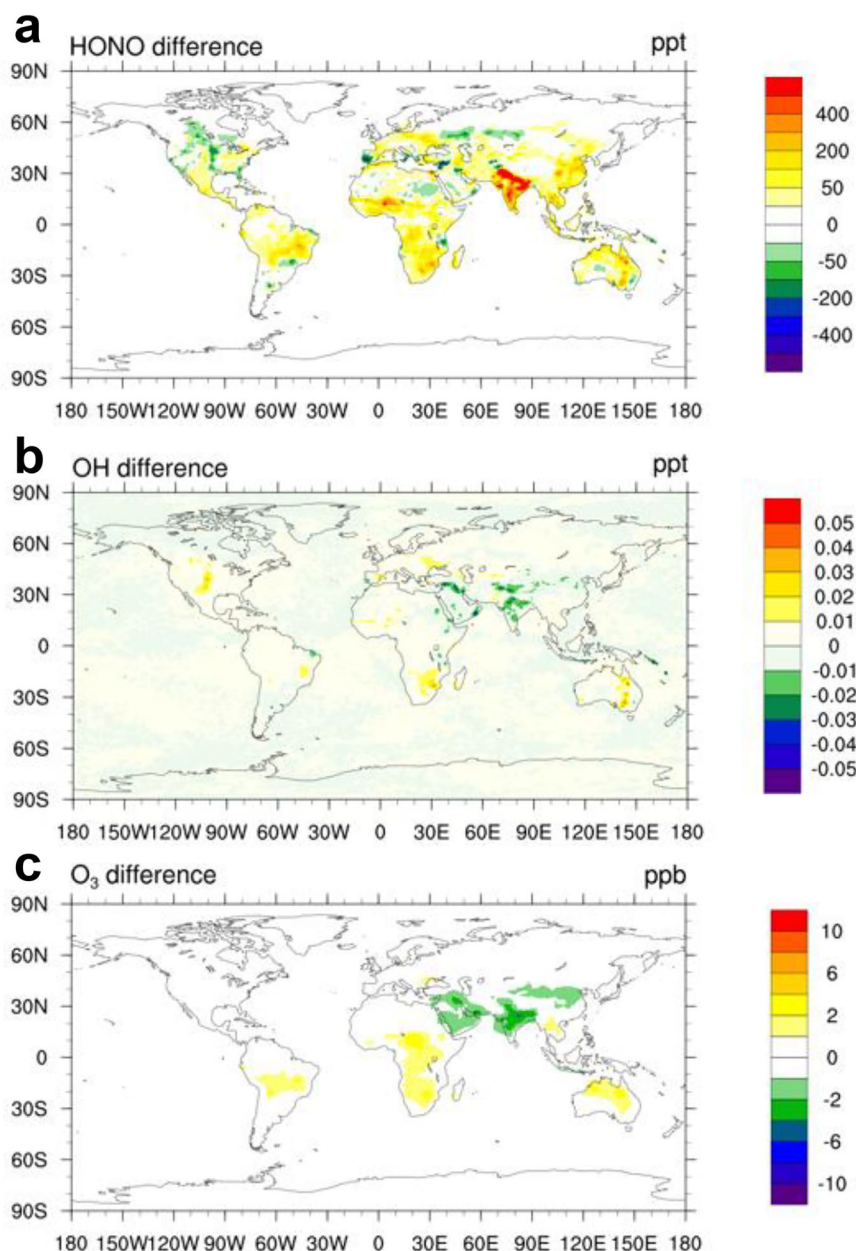 a
HONO difference ppt
90N
60N
30N
0
30S
60S
90S
180 150W120W 90W 60W 30W 0 30E 60E 90E 120E 150E 180
400
200
50
0
-50
-200
-400
b
OH difference ppt
90N
60N
30N
0
30S
60S
90S
180 150W120W 90W 60W 30W 0 30E 60E 90E 120E 150E 180
0.05
0.04
0.03
0.02
0.01
0
-0.01
-0.02
-0.03
-0.04
-0.05
c
O₃ difference ppb
90N
60N
30N
0
30S
60S
90S
180 150W120W 90W 60W 30W 0 30E 60E 90E 120E 150E 180
10
6
2
0
-2
-6
-10